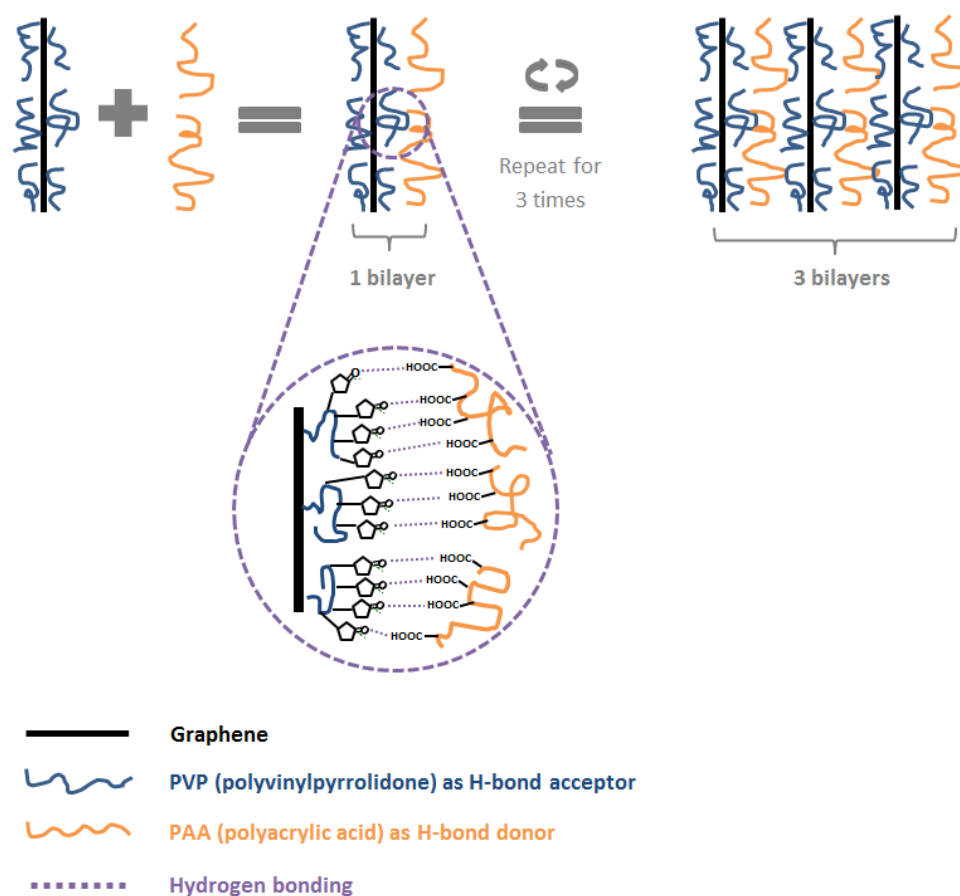 Repeat for
3 times
1 bilayer
3 bilayers
HOOC
HOOC
HOOC
HOOC
HOOC
HOOC
HOOC
HOOC
HOOC
HOOC
HOOC
Graphene
PVP (polyvinylpyrrolidone) as H-bond acceptor
PAA (polyacrylic acid) as H-bond donor
Hydrogen bonding